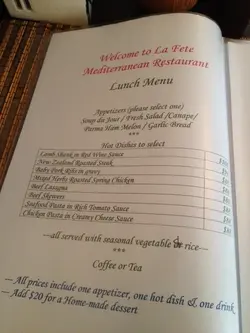 Welcome to La Fete
Mediterranean Restaurant
Lunch Menu
Appetizers (please select one)
Soup du Jour / Fresh Salad /Canape/
Parma Ham Melon / Garlic Bread
***
Hot Dishes to select
Lamb Shank in Red Wine Sauce
New Zealand Roasted Steak
Baby Pork Ribs in gravy
Mixed Herbs Roasted Spring Chicken
Beef Lasagna
Beef Skewers
Seafood Pasta in Rich Tomato Sauce
Chicken Pasta in Creamy Cheese Sauce
***
---all served with seasonal vegetable & rice---
Coffee or Tea
--- All prices include one appetizer, one hot dish & one drink
--- Add $20 for a Home-made dessert